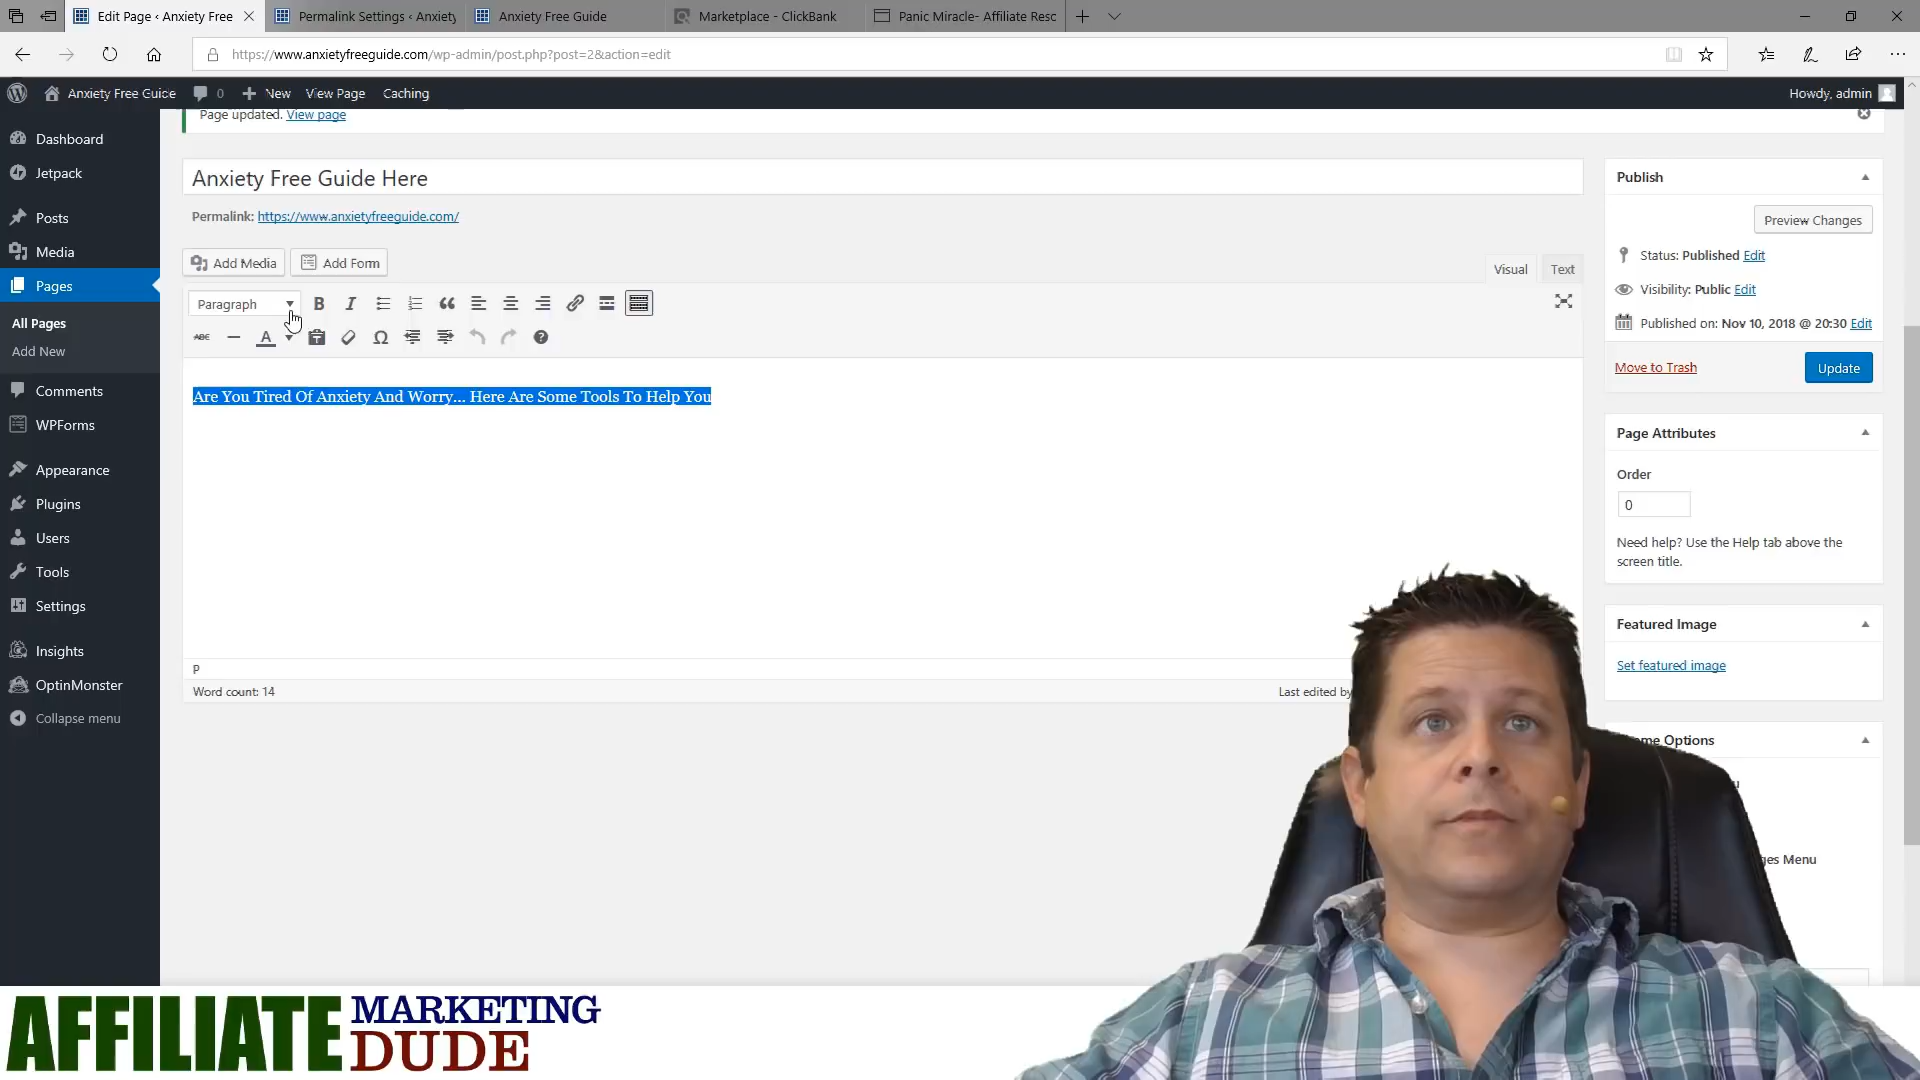 Edit Page ‹ Anxiety Free
Permalink Settings ‹ Anxiety
Anxiety Free Guide
Marketplace - ClickBank
Panic Miracle- Affiliate Resc
https://www.anxietyfreeguide.com/wp-admin/post.php?post=2&action=edit
Anxiety Free Guide
0
New
View Page
Caching
Howdy, admin
Dashboard
Jetpack
Posts
Media
Pages
All Pages
Add New
Comments
WPForms
Appearance
Plugins
Users
Tools
Settings
Insights
OptinMonster
Collapse menu
Page updated. View page
Anxiety Free Guide Here
Permalink: https://www.anxietyfreeguide.com/
Add Media
Add Form
Visual
Text
Paragraph
B
I
ABC
A
Ω
Are You Tired Of Anxiety And Worry... Here Are Some Tools To Help You
p
Word count: 14
Last edited by
Publish
Preview Changes
Status: Published Edit
Visibility: Public Edit
Published on: Nov 10, 2018 @ 20:30 Edit
Move to Trash
Update
Page Attributes
Order
0
Need help? Use the Help tab above the
screen title.
Featured Image
Set featured image
Options
Menu
AFFILIATE
MARKETING
DUDE